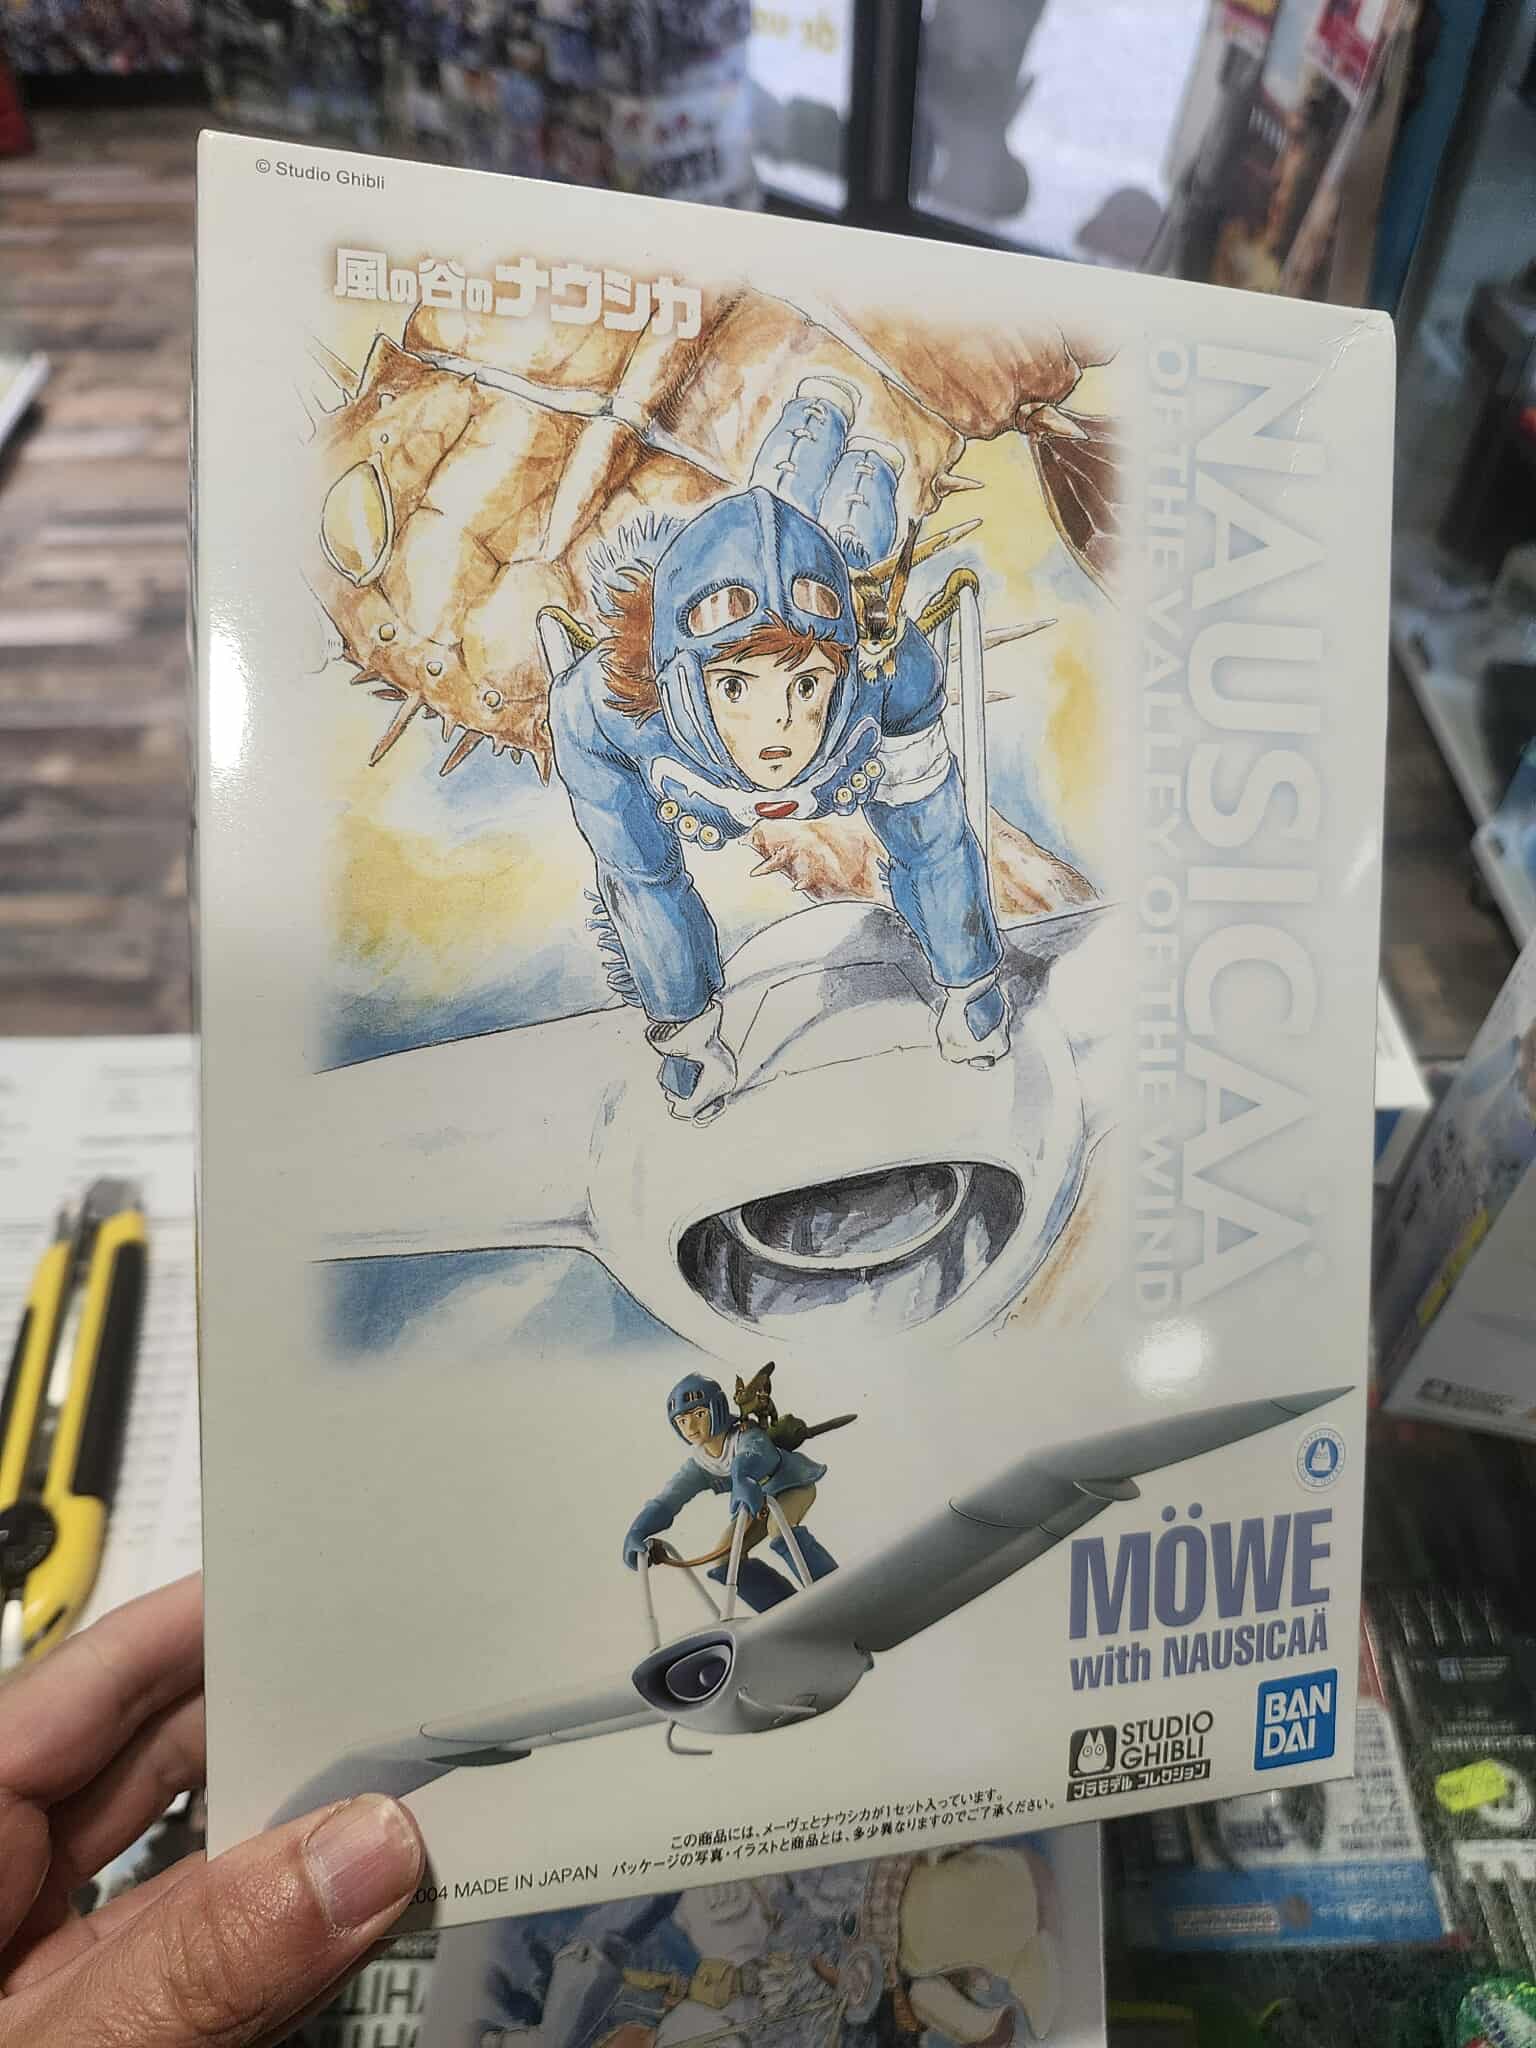 © Studio Ghibli
風の谷のナウシカ
NAUSICAÄ
OF THE VALLEY OF THE WIND
MÖWE
with NAUSICAÄ
STUDIO
GHIBLI
プラモデル コレクション
BAN
DAI
この商品には、メーヴェとナウシカが1セット入っています。
パッケージの写真・イラストと商品とは、多少異なりますのでご了承ください。
2004 MADE IN JAPAN